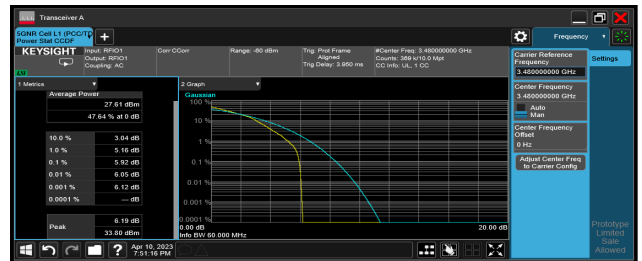 Transceiver A
5GNR Cell L1 (PCC/TD
Power Stat CCDF
Frequency
KEYSIGHT
Input: RFIO1
Output: RFIO1
Coupling: AC
Corr CCorr
Range: -60 dBm
Trig: Prot Frame
Aligned
Trig Delay: 3.950 ms
#Center Freq: 3.480000000 GHz
Counts: 369 k/10.0 Mpt
CC Info: UL, 1 CC
LU
Carrier Reference
Frequency
3.480000000 GHz
Settings
Center Frequency
3.480000000 GHz
Auto
Man
Center Frequency
Offset
0 Hz
Adjust Center Freq
to Carrier Config
1 Metrics
Average Power
27.61 dBm
47.64 % at 0 dB
10.0 % 3.04 dB
1.0 % 5.16 dB
0.1 % 5.92 dB
0.01 % 6.05 dB
0.001 % 6.12 dB
0.0001 % --- dB
Peak
6.19 dB
33.80 dBm
2 Graph
Gaussian
100 %
10 %
1 %
0.1 %
0.01 %
0.001 %
0.0001 %
0.00 dB
20.00 dB
Info BW 60.000 MHz
Prototype
Limited
Sale
Allowed
?
Apr 10, 2023
7:51:16 PM